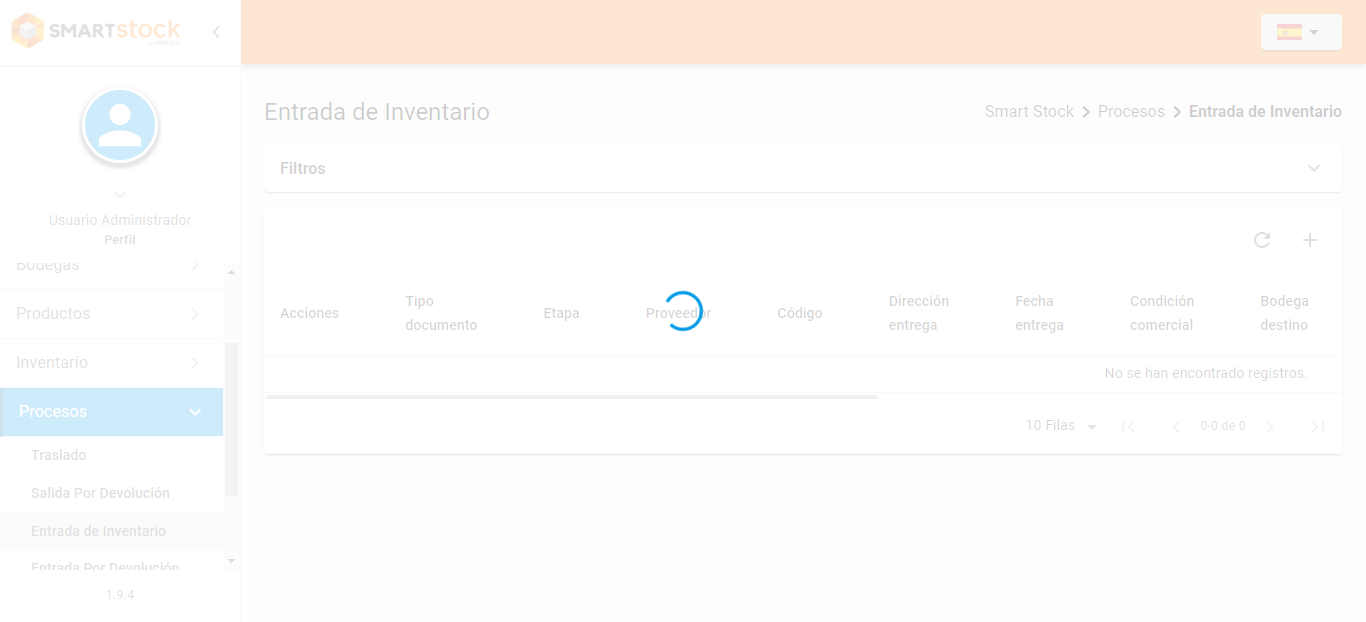 SMARTstock
Entrada de Inventario
Smart Stock
Procesos
Entrada de Inventario
Filtros
Usuario Administrador
Perfil
Bodegas
Productos
Inventario
Procesos
Traslado
Salida Por Devolución
Entrada de Inventario
Entrada Por Devolución
1.9.4
Acciones
Tipo
documento
Etapa
Proveedor
Código
Dirección
entrega
Fecha
entrega
Condición
comercial
Bodega
destino
No se han encontrado registros.
10 Filas
0-0 de 0